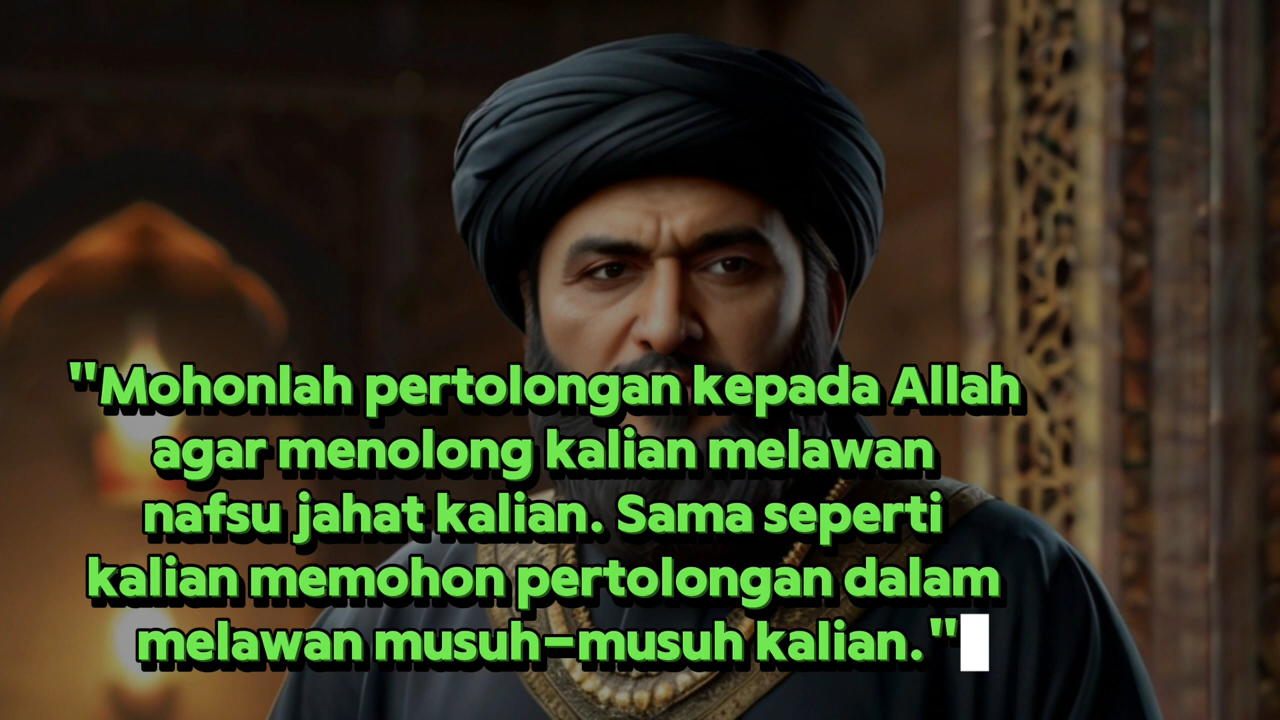 "Mohonlah pertolongan kepada Allah
agar menolong kalian melawan
nafsu jahat kalian. Sama seperti
kalian memohon pertolongan dalam
melawan musuh-musuh kalian."